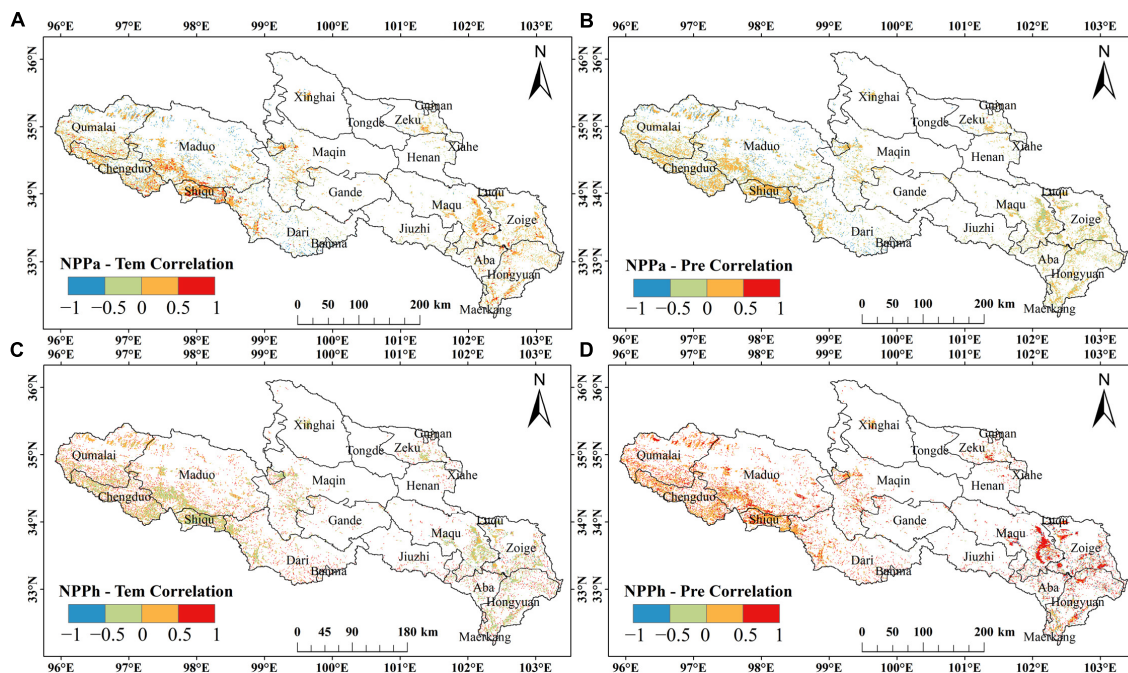 A
96°E 97°E 98°E 99°E 100°E 101°E 102°E 103°E
36°N
35°N
34°N
33°N
N
Xinghai
Guinan
Tongde
Zeku
Qumalai
Maduo
Henan
Xiahe
Maqin
Chengduo
Shiqu
Gande
Luqu
Maqu
Zoige
Dari
Jiuzhi
Banma
Aba
Hongyuan
Maerkang
NPPa - Tem Correlation
−1 −0.5 0 0.5 1
0 50 100 200 km
B
96°E 97°E 98°E 99°E 100°E 101°E 102°E 103°E
36°N
35°N
34°N
33°N
N
Xinghai
Guinan
Tongde
Zeku
Qumalai
Maduo
Henan
Xiahe
Maqin
Chengduo
Shiqu
Gande
Luqu
Maqu
Zoige
Dari
Jiuzhi
Banma
Aba
Hongyuan
Maerkang
NPPa - Pre Correlation
−1 −0.5 0 0.5 1
0 50 100 200 km
C
36°N
35°N
34°N
33°N
N
Xinghai
Guinan
Tongde
Zeku
Qumalai
Maduo
Henan
Xiahe
Maqin
Chengduo
Shiqu
Gande
Luqu
Maqu
Zoige
Dari
Jiuzhi
Banma
Aba
Hongyuan
Maerkang
NPPh - Tem Correlation
−1 −0.5 0 0.5 1
0 45 90 180 km
96°E 97°E 98°E 99°E 100°E 101°E 102°E 103°E
D
36°N
35°N
34°N
33°N
N
Xinghai
Guinan
Tongde
Zeku
Qumalai
Maduo
Henan
Xiahe
Maqin
Chengduo
Shiqu
Gande
Luqu
Maqu
Zoige
Dari
Jiuzhi
Banma
Aba
Hongyuan
Maerkang
NPPh - Pre Correlation
−1 −0.5 0 0.5 1
0 50 100 200 km
96°E 97°E 98°E 99°E 100°E 101°E 102°E 103°E